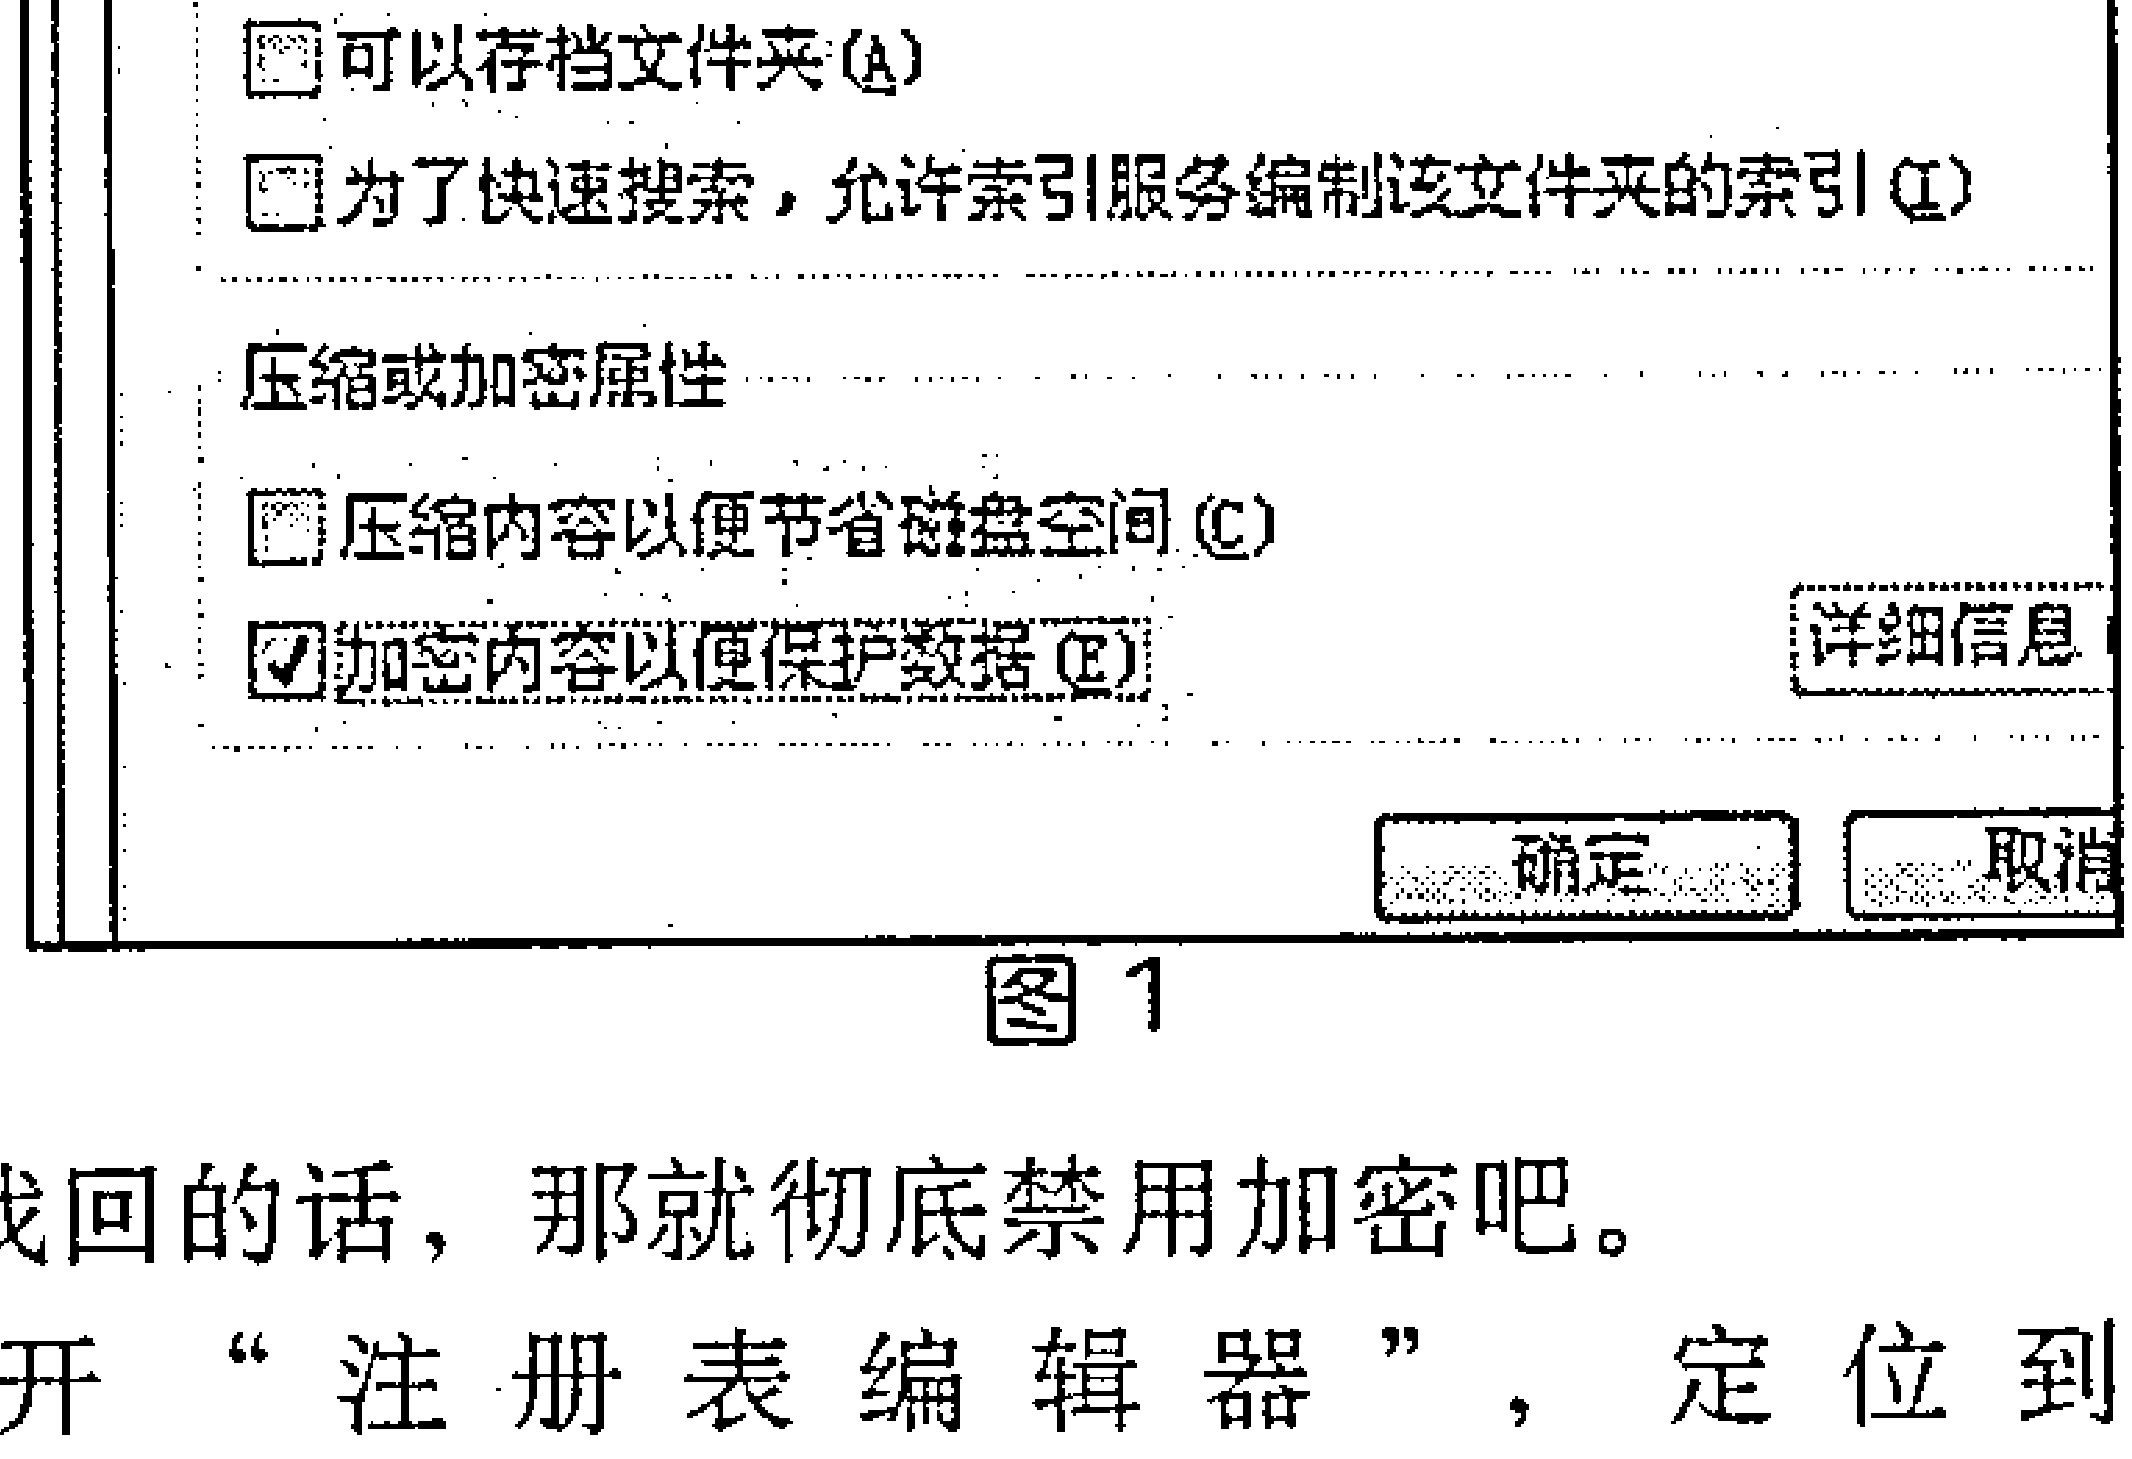 可以存档文件夹(A)
为了快速搜索，允许索引服务编制该文件夹的索引(I)
压缩或加密属性
压缩内容以便节省磁盘空间(C)
加密内容以便保护数据(E)
详细信息
确定
取消
图 1
找回的话，那就彻底禁用加密吧。
开“注册表编辑器”，定位到